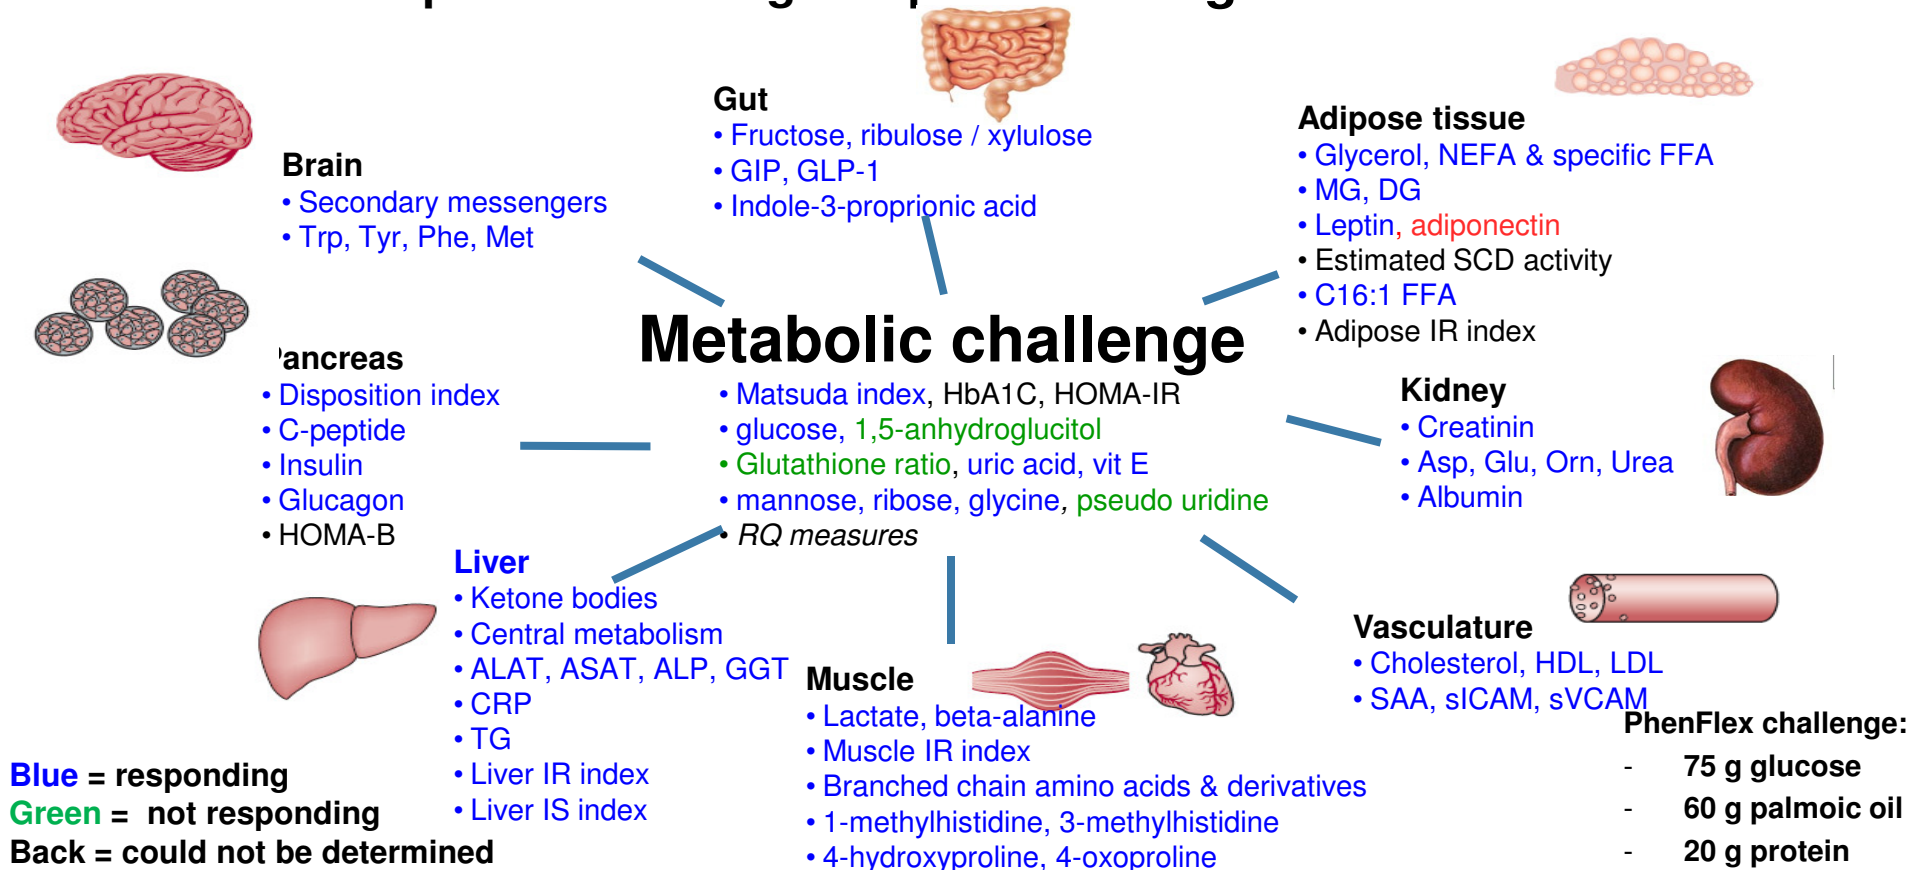 Gut
• Fructose, ribulose / xylulose
• GIP, GLP-1
• Indole-3-proprionic acid
Adipose tissue
• Glycerol, NEFA & specific FFA
• MG, DG
• Leptin, adiponectin
• Estimated SCD activity
• C16:1 FFA
• Adipose IR index
Brain
• Secondary messengers
• Trp, Tyr, Phe, Met
Metabolic challenge
• Matsuda index, HbA1C, HOMA-IR
• glucose, 1,5-anhydroglucitol
• Glutathione ratio, uric acid, vit E
• mannose, ribose, glycine, pseudo uridine
• RQ measures
ancreas
• Disposition index
• C-peptide
• Insulin
• Glucagon
• HOMA-B
Kidney
• Creatinin
• Asp, Glu, Orn, Urea
• Albumin
Liver
• Ketone bodies
• Central metabolism
• ALAT, ASAT, ALP, GGT
• CRP
• TG
• Liver IR index
• Liver IS index
Muscle
• Lactate, beta-alanine
• Muscle IR index
• Branched chain amino acids & derivatives
• 1-methylhistidine, 3-methylhistidine
• 4-hydroxyproline, 4-oxoproline
Vasculature
• Cholesterol, HDL, LDL
• SAA, sICAM, sVCAM
PhenFlex challenge:
- 75 g glucose
- 60 g palmoic oil
- 20 g protein
Blue = responding
Green = not responding
Back = could not be determined